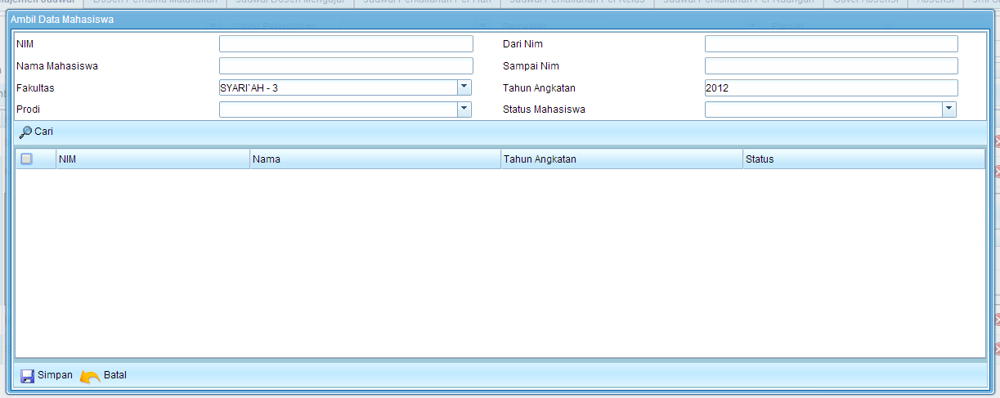 Manajemen Jadwal Dosen Pembina Matakuliah Jadwal Dosen Mengajar Jadwal Perkuliahan Per Hari Jadwal Perkuliahan Per Kelas Jadwal Perkuliahan Per Ruangan Cover Absensi Absensi
Ambil Data Mahasiswa
NIM Dari Nim
Nama Mahasiswa Sampai Nim
Fakultas SYARI`AH - 3 Tahun Angkatan 2012
Prodi Status Mahasiswa
Cari
NIM Nama Tahun Angkatan Status
Simpan Batal